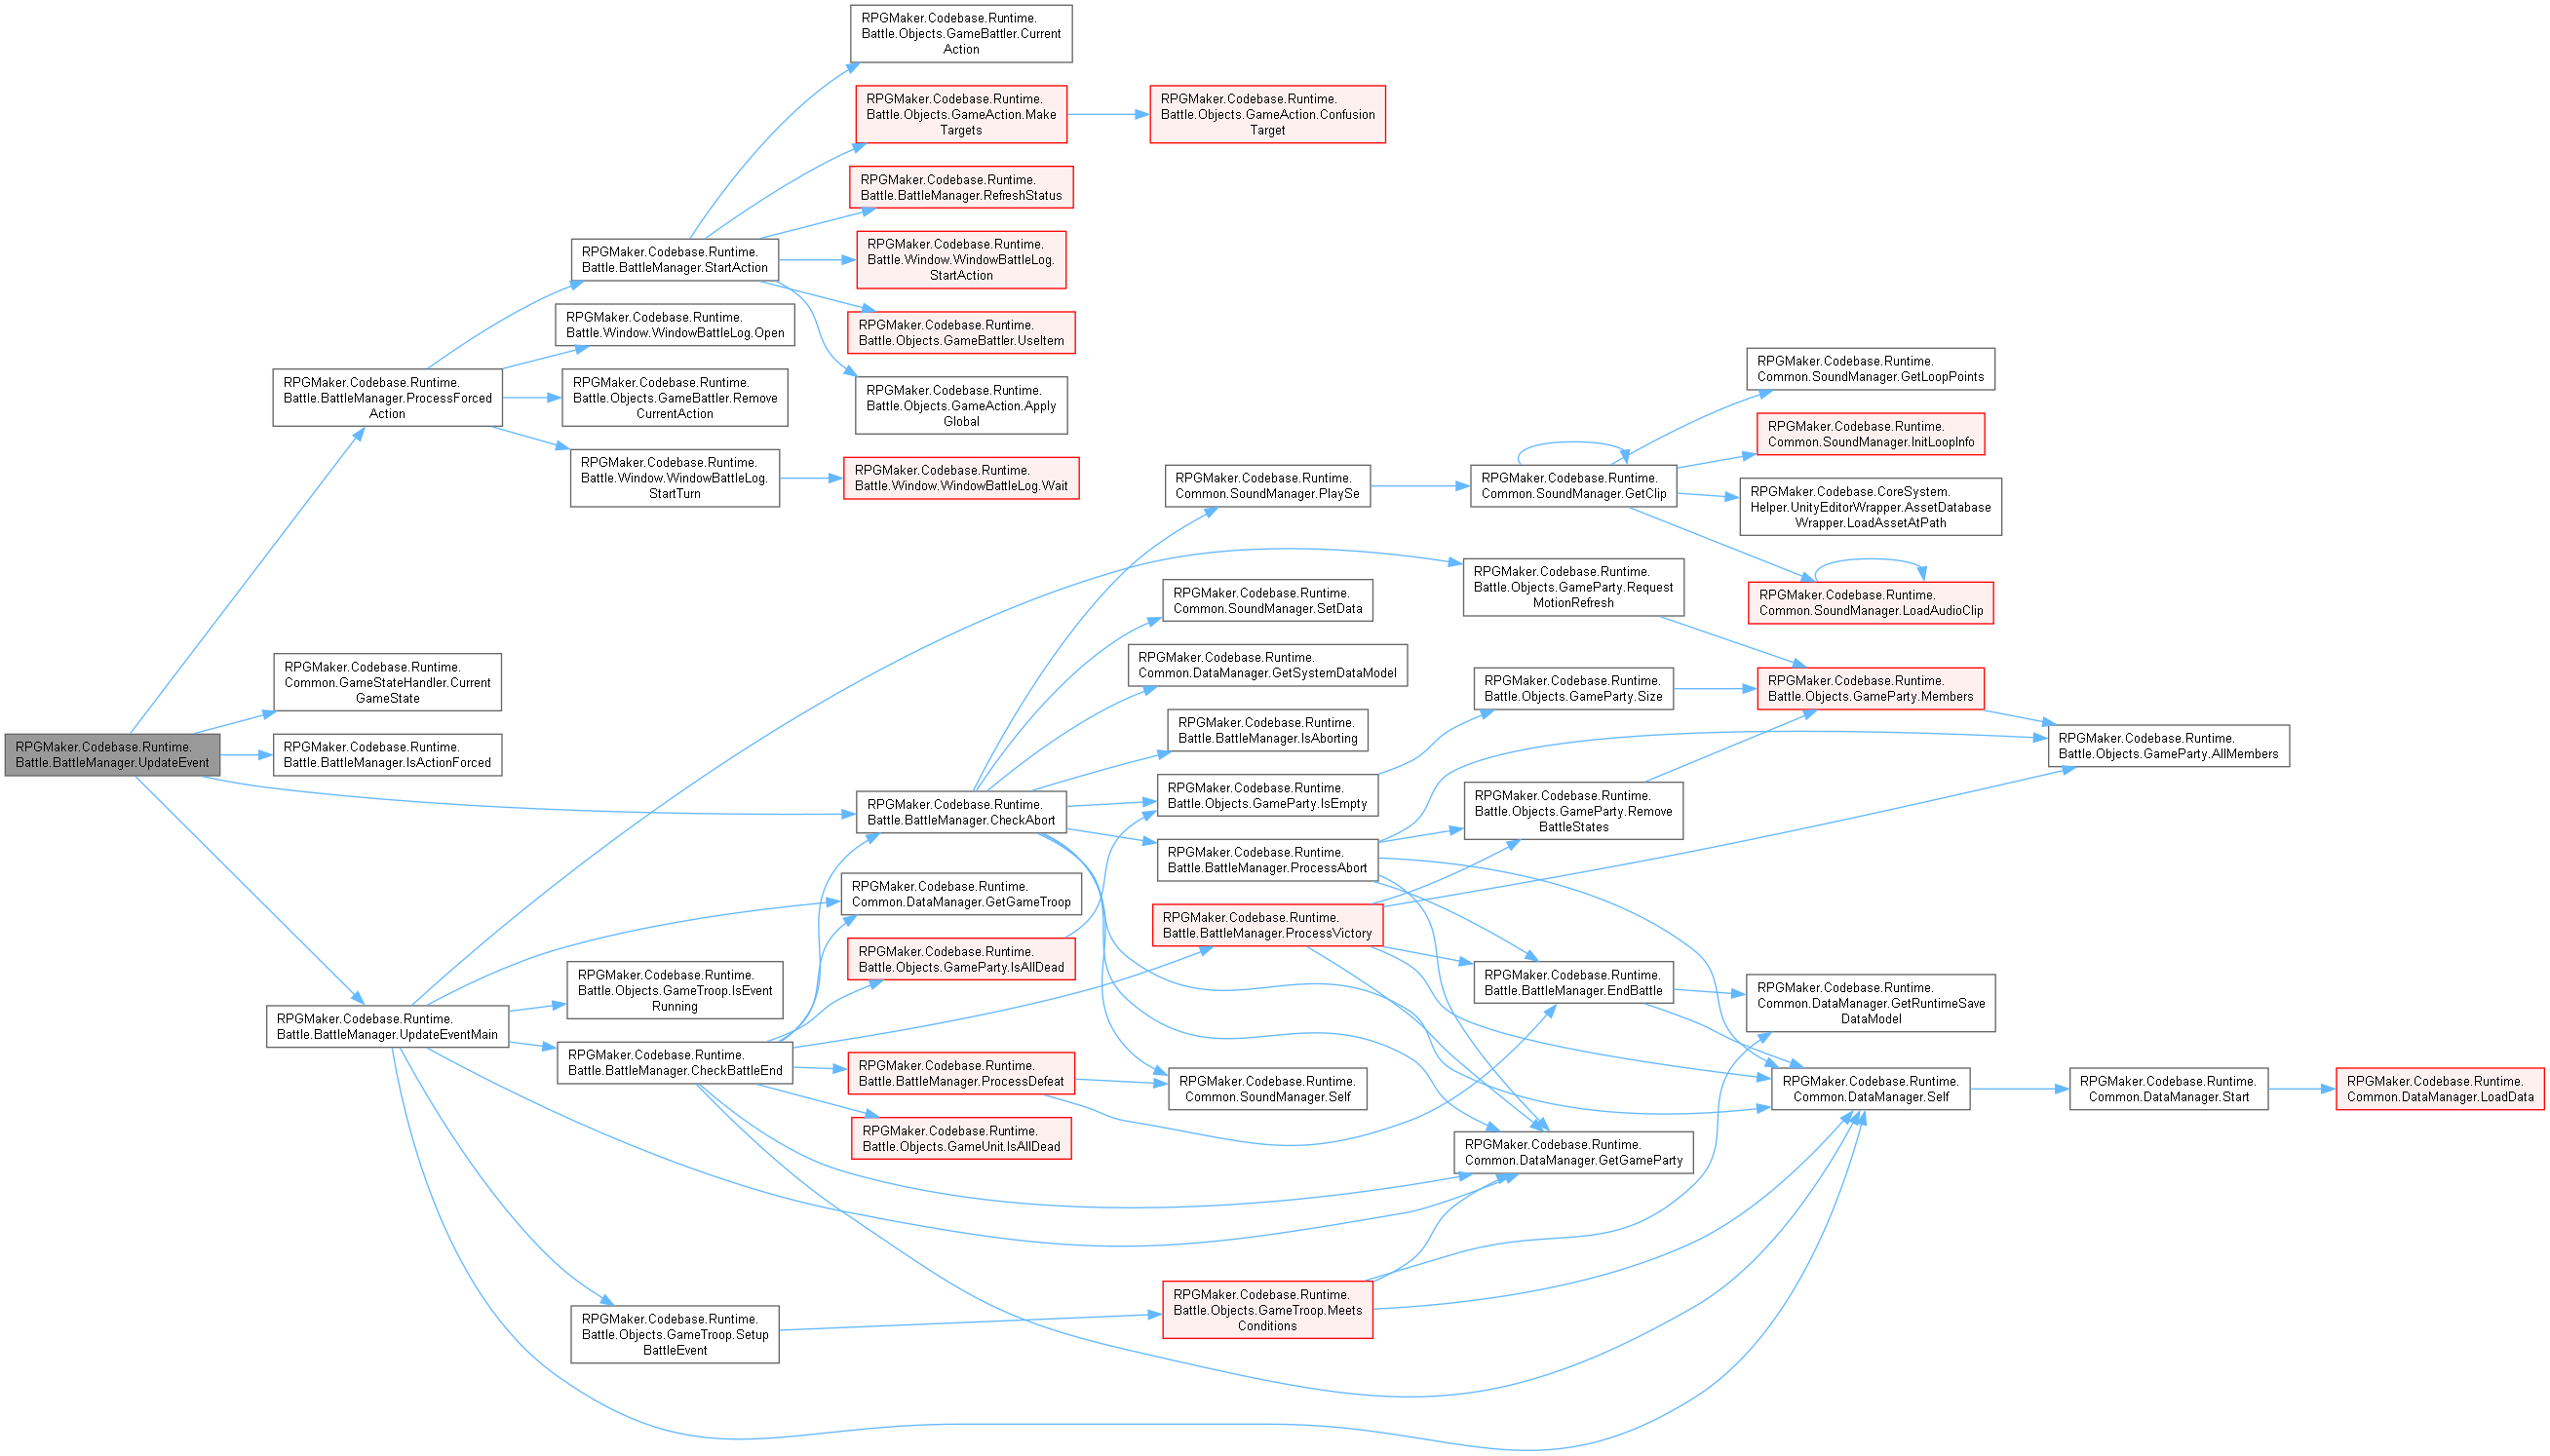 RPGMaker.Codebase.Runtime.
Battle.BattleManager.UpdateEvent
RPGMaker.Codebase.Runtime.
Battle.BattleManager.ProcessForced
Action
RPGMaker.Codebase.Runtime.
Common.GameStateHandler.Current
GameState
RPGMaker.Codebase.Runtime.
Battle.BattleManager.IsActionForced
RPGMaker.Codebase.Runtime.
Battle.BattleManager.UpdateEventMain
RPGMaker.Codebase.Runtime.
Battle.BattleManager.StartAction
RPGMaker.Codebase.Runtime.
Battle.Window.WindowBattleLog.Open
RPGMaker.Codebase.Runtime.
Battle.Objects.GameBattler.Remove
CurrentAction
RPGMaker.Codebase.Runtime.
Battle.Window.WindowBattleLog.
StartTurn
RPGMaker.Codebase.Runtime.
Battle.Objects.GameTroop.IsEvent
Running
RPGMaker.Codebase.Runtime.
Battle.BattleManager.CheckBattleEnd
RPGMaker.Codebase.Runtime.
Battle.Objects.GameTroop.Setup
BattleEvent
RPGMaker.Codebase.Runtime.
Battle.Objects.GameBattler.Current
Action
RPGMaker.Codebase.Runtime.
Battle.Objects.GameAction.Make
Targets
RPGMaker.Codebase.Runtime.
Battle.BattleManager.RefreshStatus
RPGMaker.Codebase.Runtime.
Battle.Window.WindowBattleLog.
StartAction
RPGMaker.Codebase.Runtime.
Battle.Objects.GameBattler.UseItem
RPGMaker.Codebase.Runtime.
Battle.Objects.GameAction.Apply
Global
RPGMaker.Codebase.Runtime.
Battle.Window.WindowBattleLog.Wait
RPGMaker.Codebase.Runtime.
Battle.BattleManager.CheckAbort
RPGMaker.Codebase.Runtime.
Common.DataManager.GetGameTroop
RPGMaker.Codebase.Runtime.
Battle.Objects.GameParty.IsAllDead
RPGMaker.Codebase.Runtime.
Battle.BattleManager.ProcessDefeat
RPGMaker.Codebase.Runtime.
Battle.Objects.GameUnit.IsAllDead
RPGMaker.Codebase.Runtime.
Battle.Objects.GameAction.Confusion
Target
RPGMaker.Codebase.Runtime.
Common.SoundManager.PlaySe
RPGMaker.Codebase.Runtime.
Common.SoundManager.SetData
RPGMaker.Codebase.Runtime.
Common.DataManager.GetSystemDataModel
RPGMaker.Codebase.Runtime.
Battle.BattleManager.IsAborting
RPGMaker.Codebase.Runtime.
Battle.Objects.GameParty.IsEmpty
RPGMaker.Codebase.Runtime.
Battle.BattleManager.ProcessAbort
RPGMaker.Codebase.Runtime.
Battle.BattleManager.ProcessVictory
RPGMaker.Codebase.Runtime.
Common.SoundManager.Self
RPGMaker.Codebase.Runtime.
Battle.Objects.GameTroop.Meets
Conditions
RPGMaker.Codebase.Runtime.
Common.SoundManager.GetClip
RPGMaker.Codebase.Runtime.
Battle.Objects.GameParty.Request
MotionRefresh
RPGMaker.Codebase.Runtime.
Battle.Objects.GameParty.Size
RPGMaker.Codebase.Runtime.
Battle.Objects.GameParty.Remove
BattleStates
RPGMaker.Codebase.Runtime.
Battle.BattleManager.EndBattle
RPGMaker.Codebase.Runtime.
Common.DataManager.GetGameParty
RPGMaker.Codebase.Runtime.
Common.SoundManager.GetLoopPoints
RPGMaker.Codebase.Runtime.
Common.SoundManager.InitLoopInfo
RPGMaker.Codebase.CoreSystem.
Helper.UnityEditorWrapper.AssetDatabase
Wrapper.LoadAssetAtPath
RPGMaker.Codebase.Runtime.
Common.SoundManager.LoadAudioClip
RPGMaker.Codebase.Runtime.
Battle.Objects.GameParty.Members
RPGMaker.Codebase.Runtime.
Common.DataManager.GetRuntimeSave
DataModel
RPGMaker.Codebase.Runtime.
Common.DataManager.Self
RPGMaker.Codebase.Runtime.
Battle.Objects.GameParty.AllMembers
RPGMaker.Codebase.Runtime.
Common.DataManager.Start
RPGMaker.Codebase.Runtime.
Common.DataManager.LoadData